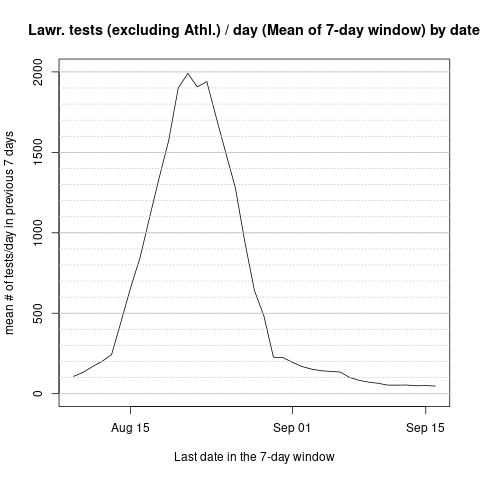 Lawr. tests (excluding Athl.) / day (Mean of 7-day window) by date
mean # of tests/day in previous 7 days
2000
1500
1000
500
0
Aug 15
Sep 01
Sep 15
Last date in the 7-day window